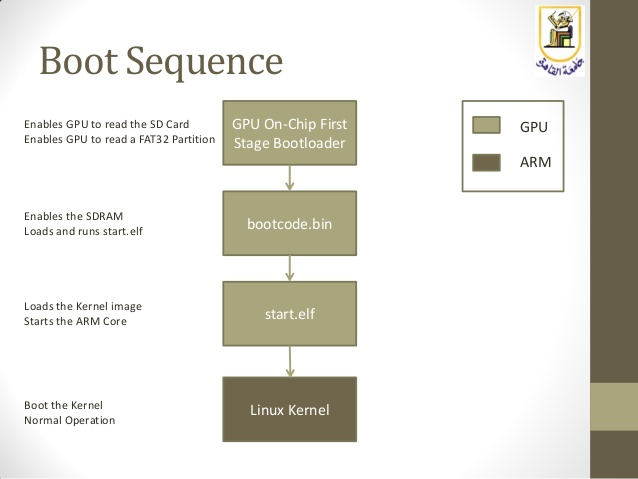 جامعة القاهرة
Boot Sequence
Enables GPU to read the SD Card
Enables GPU to read a FAT32 Partition
GPU On-Chip First
Stage Bootloader
GPU
ARM
Enables the SDRAM
Loads and runs start.elf
bootcode.bin
Loads the Kernel image
Starts the ARM Core
start.elf
Boot the Kernel
Normal Operation
Linux Kernel